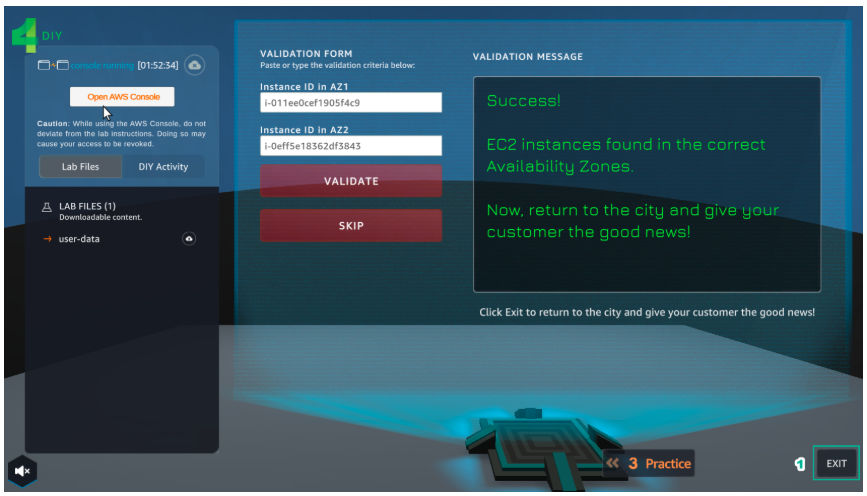 4 DIY
console running [01:52:34]
Open AWS Console
Caution: While using the AWS Console, do not
deviate from the lab instructions. Doing so may
cause your access to be revoked.
Lab Files DIY Activity
LAB FILES (1)
Downloadable content.
→ user-data
VALIDATION FORM
Paste or type the validation criteria below:
Instance ID in AZ1
i-011ee0cef1905f4c9
Instance ID in AZ2
i-0eff5e18362df3843
VALIDATE
SKIP
VALIDATION MESSAGE
Success!
EC2 instances found in the correct
Availability Zones.
Now, return to the city and give your
customer the good news!
Click Exit to return to the city and give your customer the good news!
3 Practice
1 EXIT